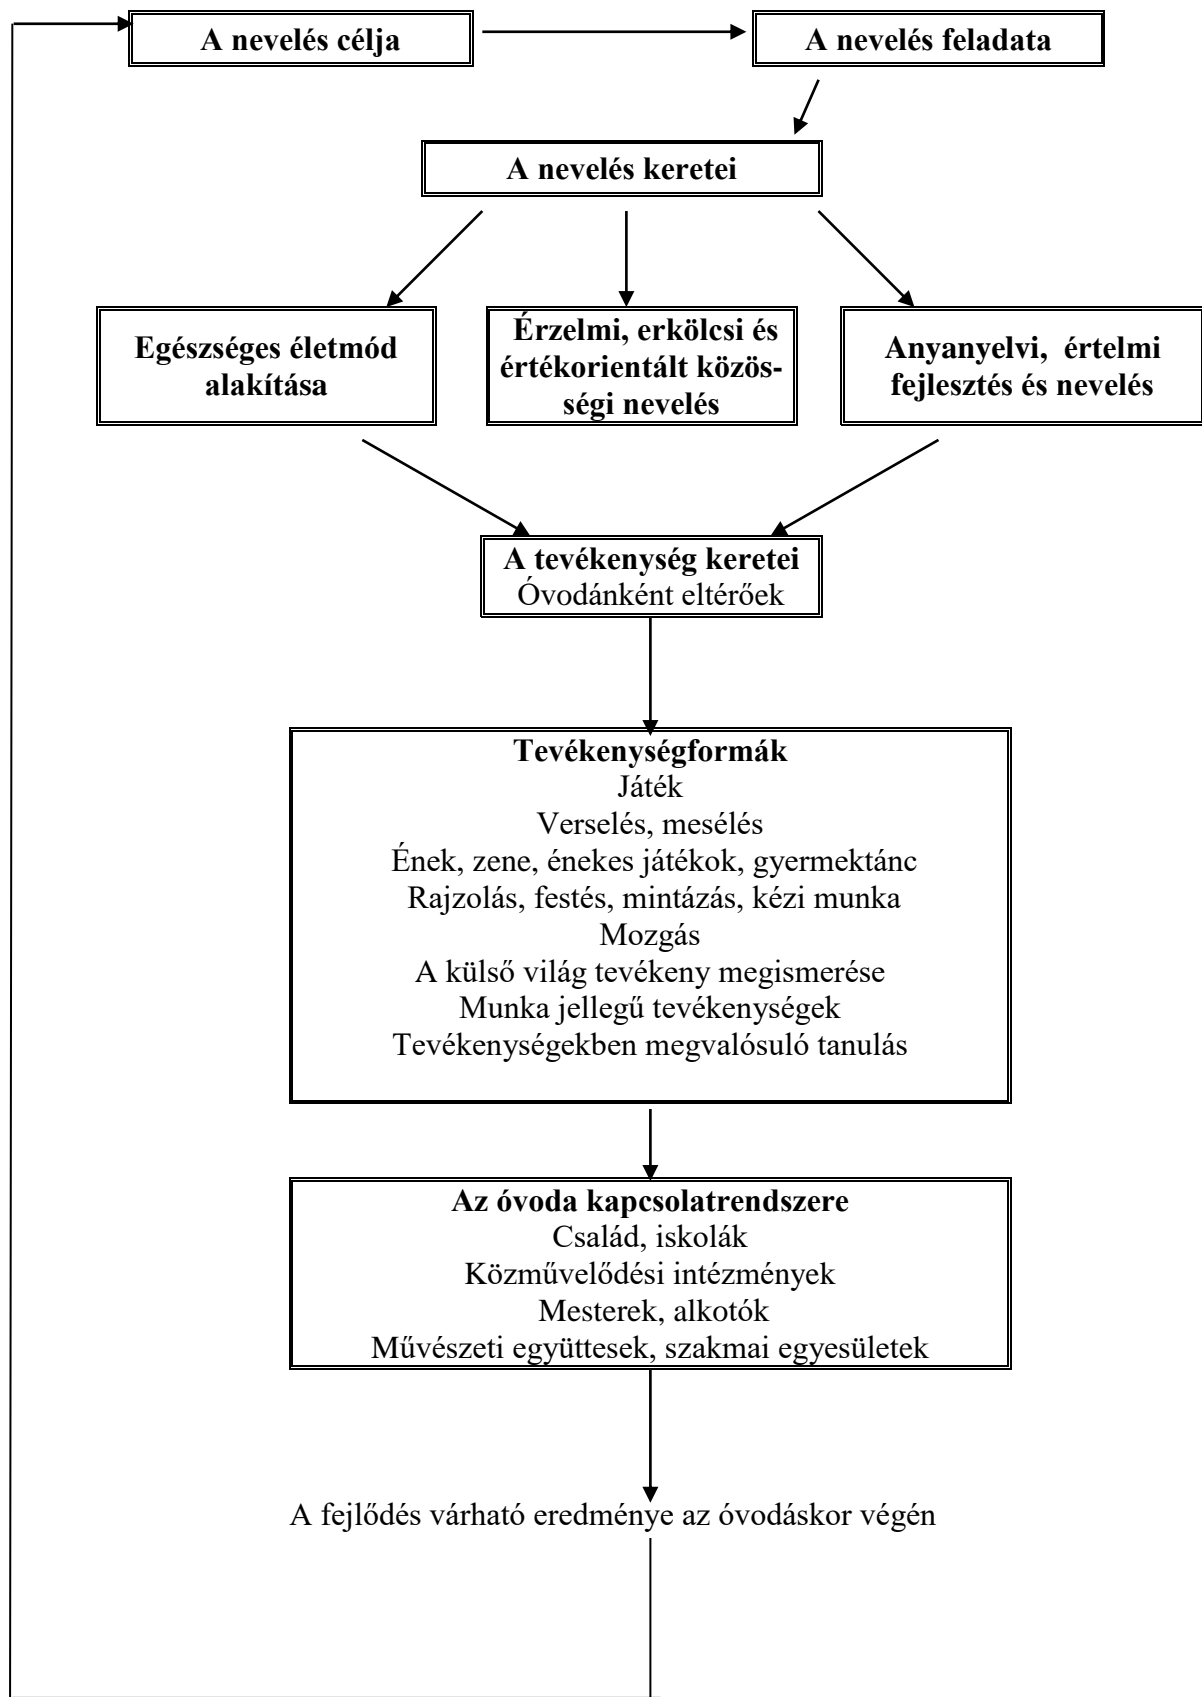 A nevelés célja
A nevelés feladata
A nevelés keretei
Egészséges életmód
alakítása
Érzelmi, erkölcsi és
értékorientált közös-
ségi nevelés
Anyanyelvi, értelmi
fejlesztés és nevelés
A tevékenység keretei
Óvodánként eltérőek
Tevékenységformák
Játék
Verselés, mesélés
Ének, zene, énekes játékok, gyermektánc
Rajzolás, festés, mintázás, kézi munka
Mozgás
A külső világ tevékeny megismerése
Munka jellegű tevékenységek
Tevékenységekben megvalósuló tanulás
Az óvoda kapcsolatrendszere
Család, iskolák
Közművelődési intézmények
Mesterek, alkotók
Művészeti együttesek, szakmai egyesületek
A fejlődés várható eredménye az óvodáskor végén